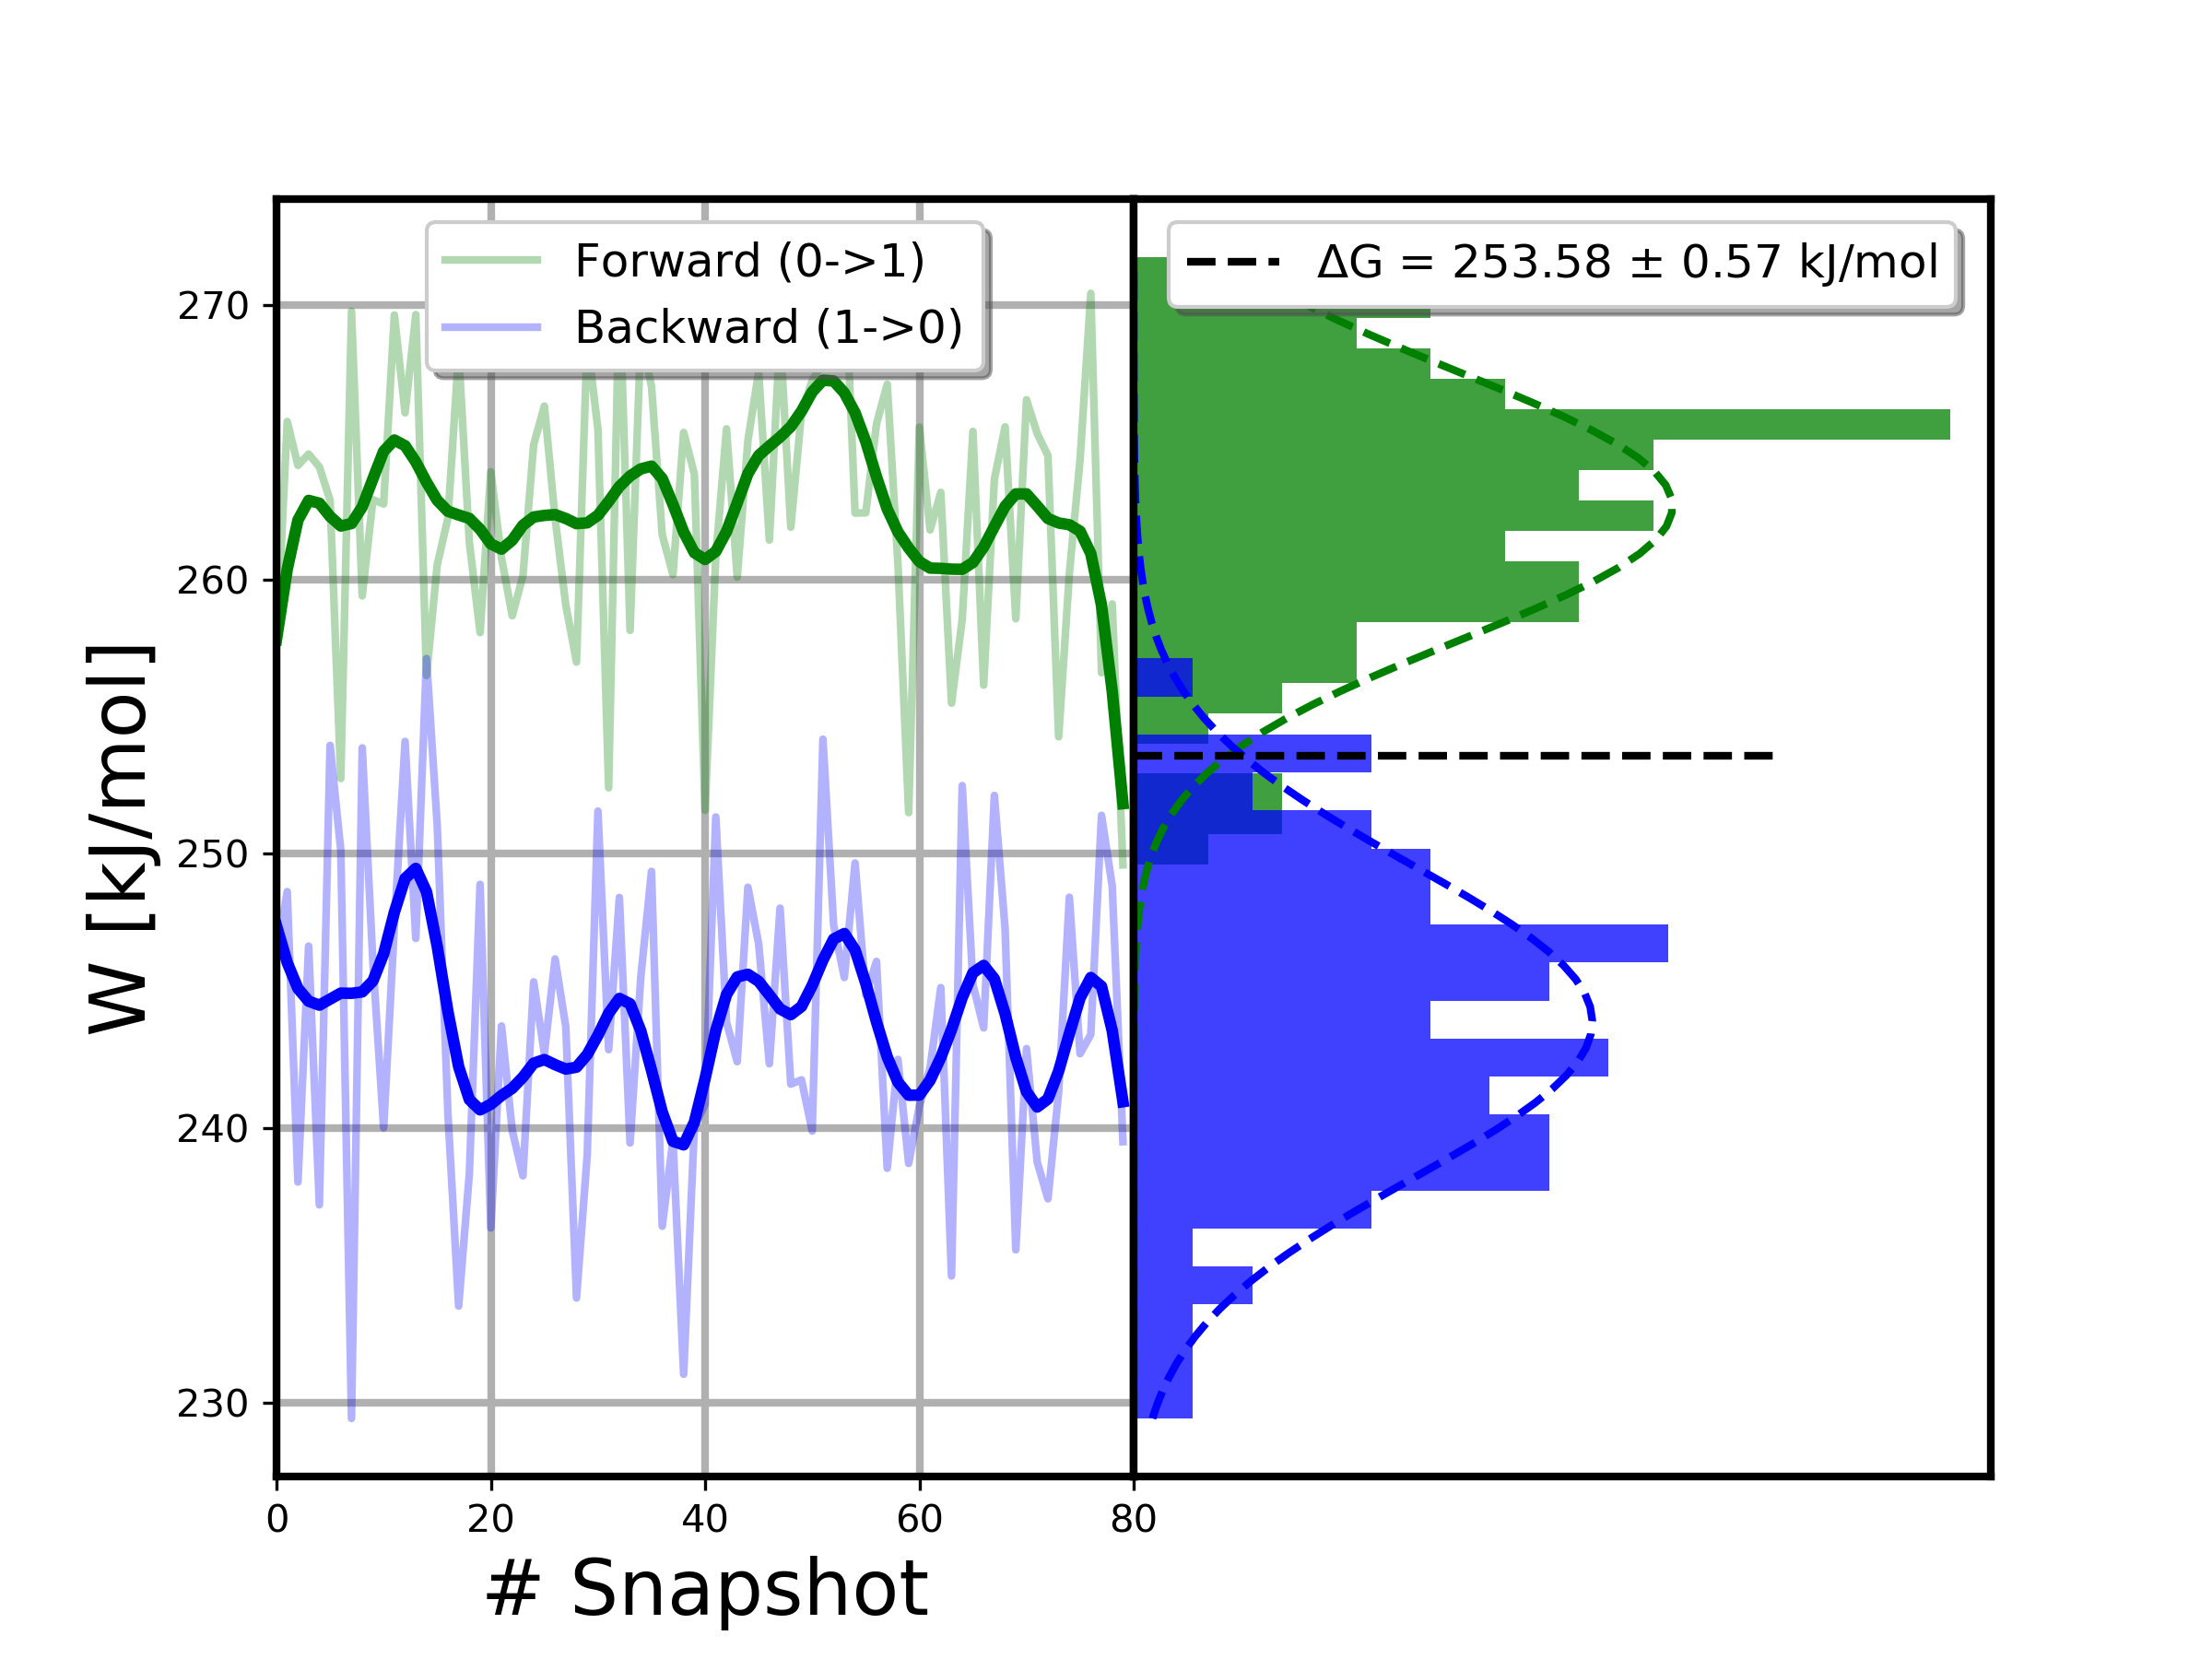 Forward (0->1)
Backward (1->0)
ΔG = 253.58 ± 0.57 kJ/mol
270
260
250
240
230
W [kJ/mol]
0 20 40 60 80
# Snapshot